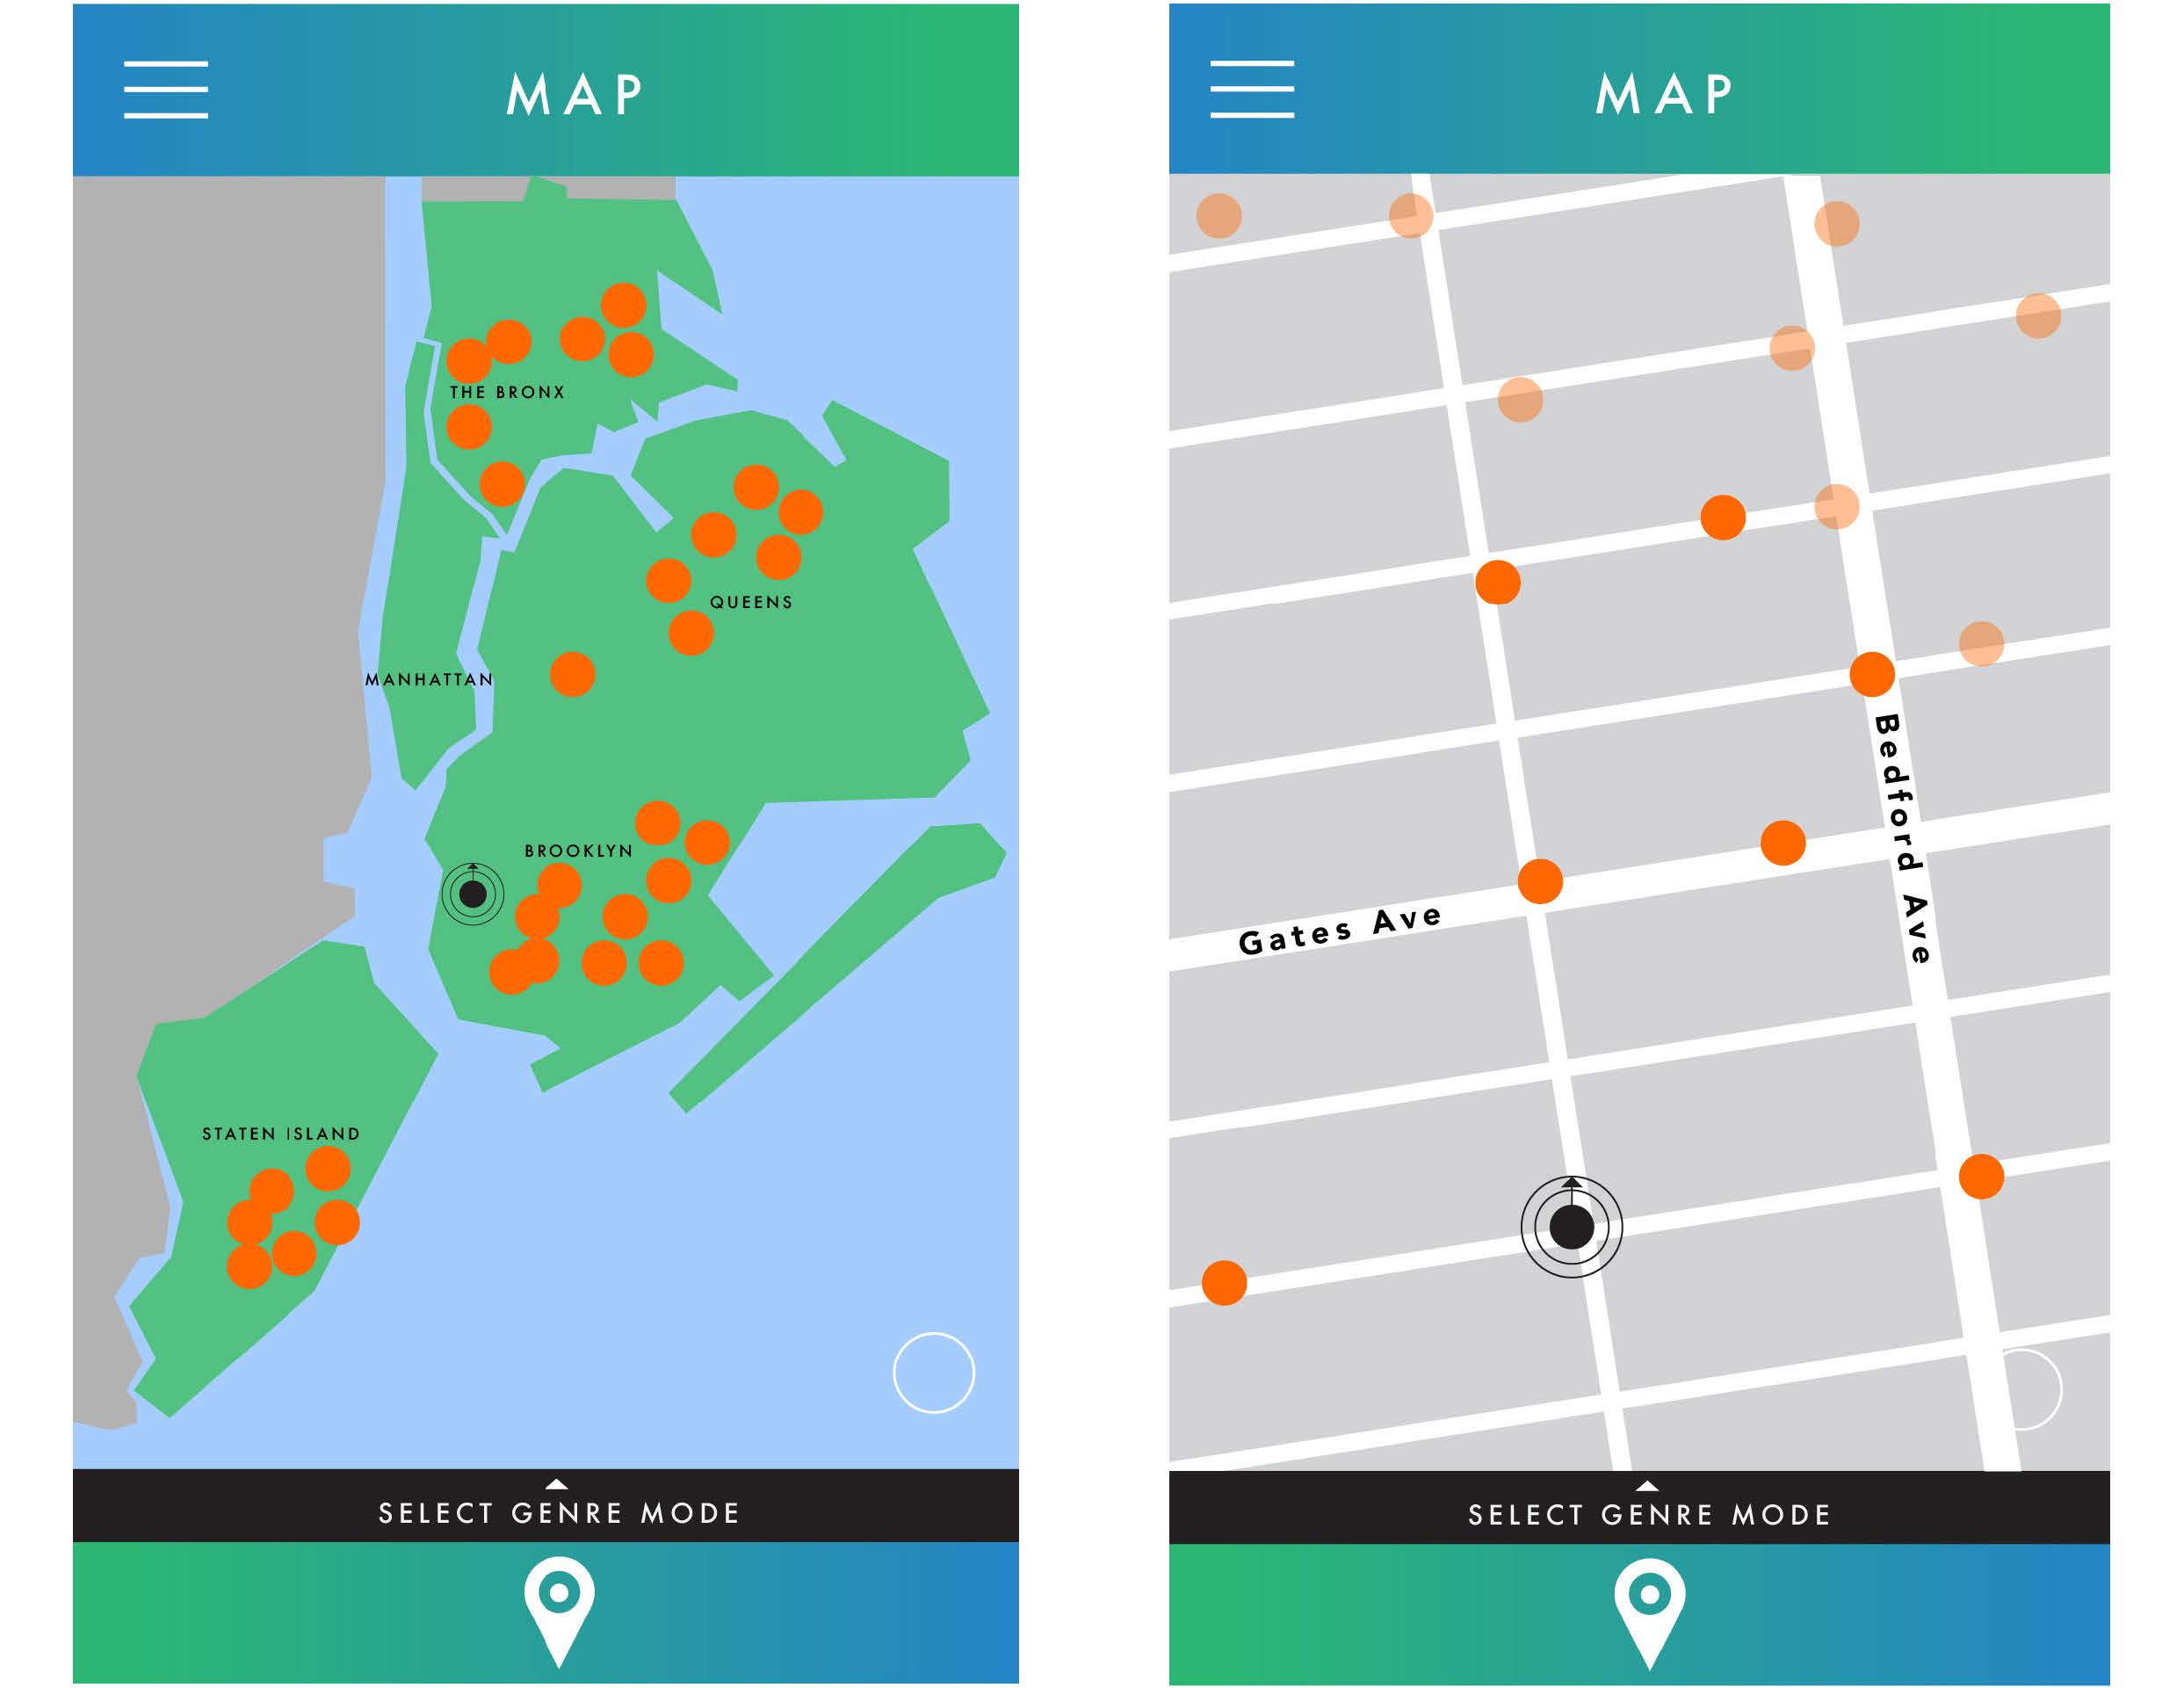 MAP
THE BRONX
QUEENS
MANHATTAN
BROOKLYN
STATEN ISLAND
SELECT GENRE MODE
MAP
Bedford Ave
Gates Ave
SELECT GENRE MODE